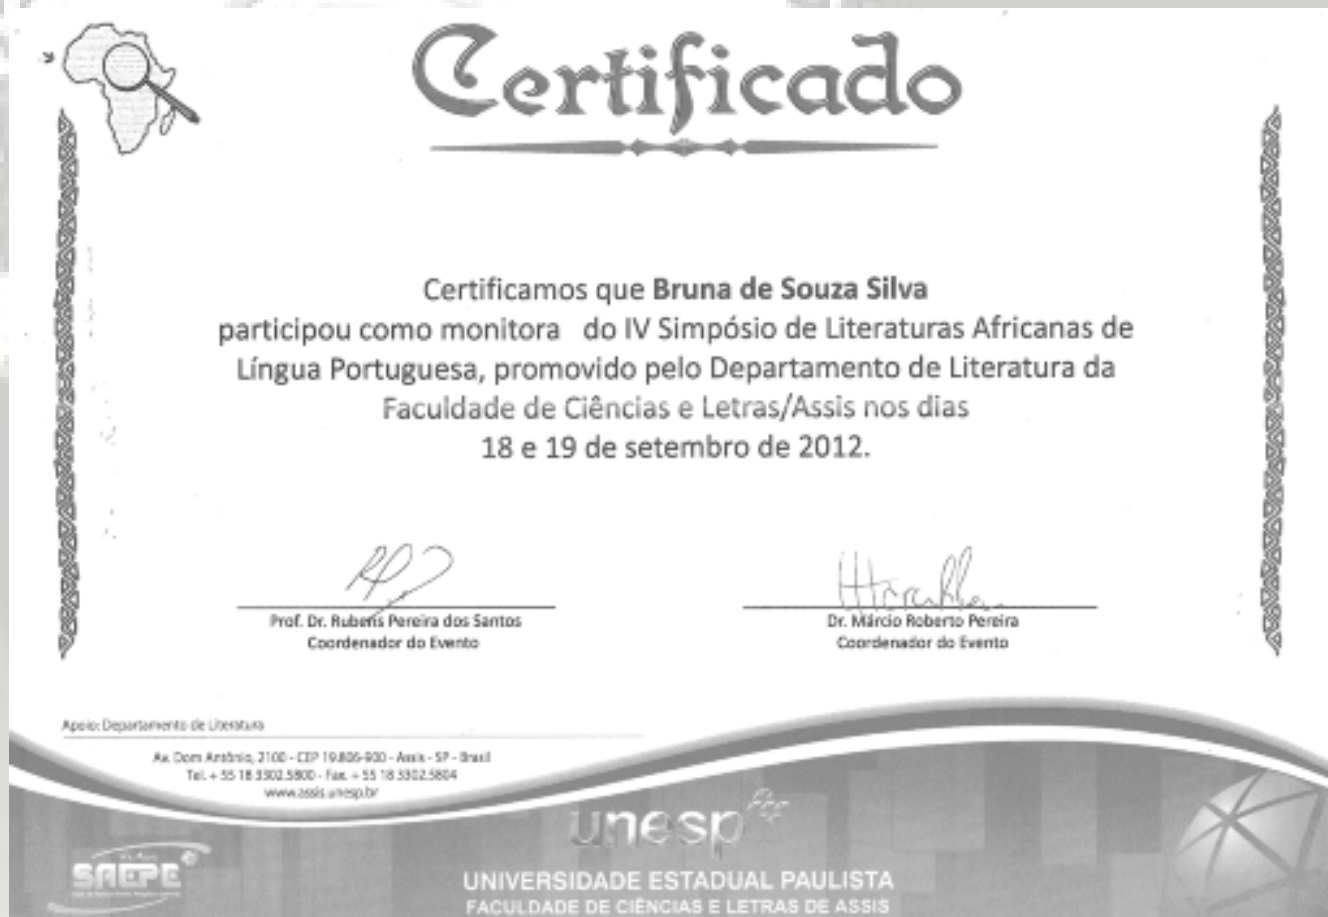 Certificado
Certificamos que Bruna de Souza Silva
participou como monitora do IV Simpósio de Literaturas Africanas de
Língua Portuguesa, promovido pelo Departamento de Literatura da
Faculdade de Ciências e Letras/Assis nos dias
18 e 19 de setembro de 2012.
Prof. Dr. Rubens Pereira dos Santos
Coordenador do Evento
Dr. Márcio Roberto Pereira
Coordenador do Evento
Apoio: Departamento de Literatura
Av. Dom Antônio, 2100 - CEP 19.806-900 - Assis - SP - Brasil
Tel. + 55 18 3302.5800 - Fax. + 55 18 3302.5804
www.assis.unesp.br
unesp
SAEPE
UNIVERSIDADE ESTADUAL PAULISTA
FACULDADE DE CIÊNCIAS E LETRAS DE ASSIS